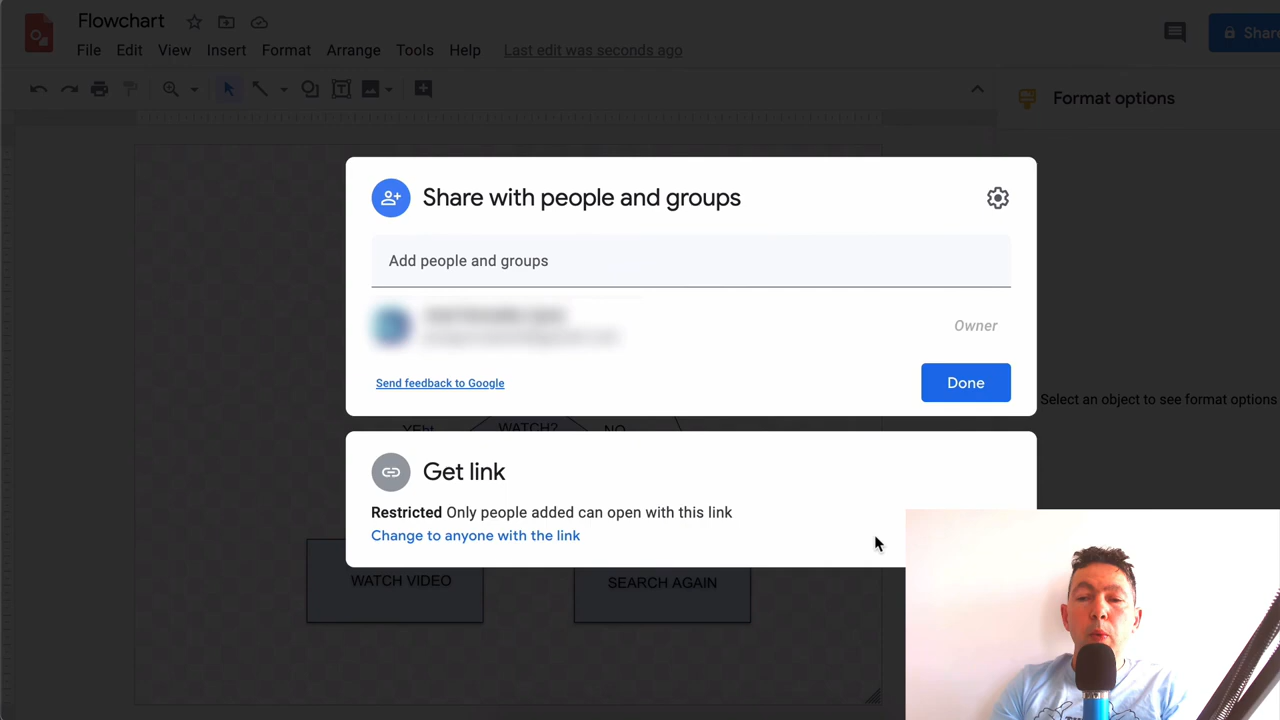 Flowchart
File Edit View Insert Format Arrange Tools Help Last edit was seconds ago
Share
Format options
Share with people and groups
Add people and groups
Owner
Send feedback to Google
Done
Select an object to see format options
WATCH?
NO
Get link
Restricted Only people added can open with this link
Change to anyone with the link
WATCH VIDEO
SEARCH AGAIN